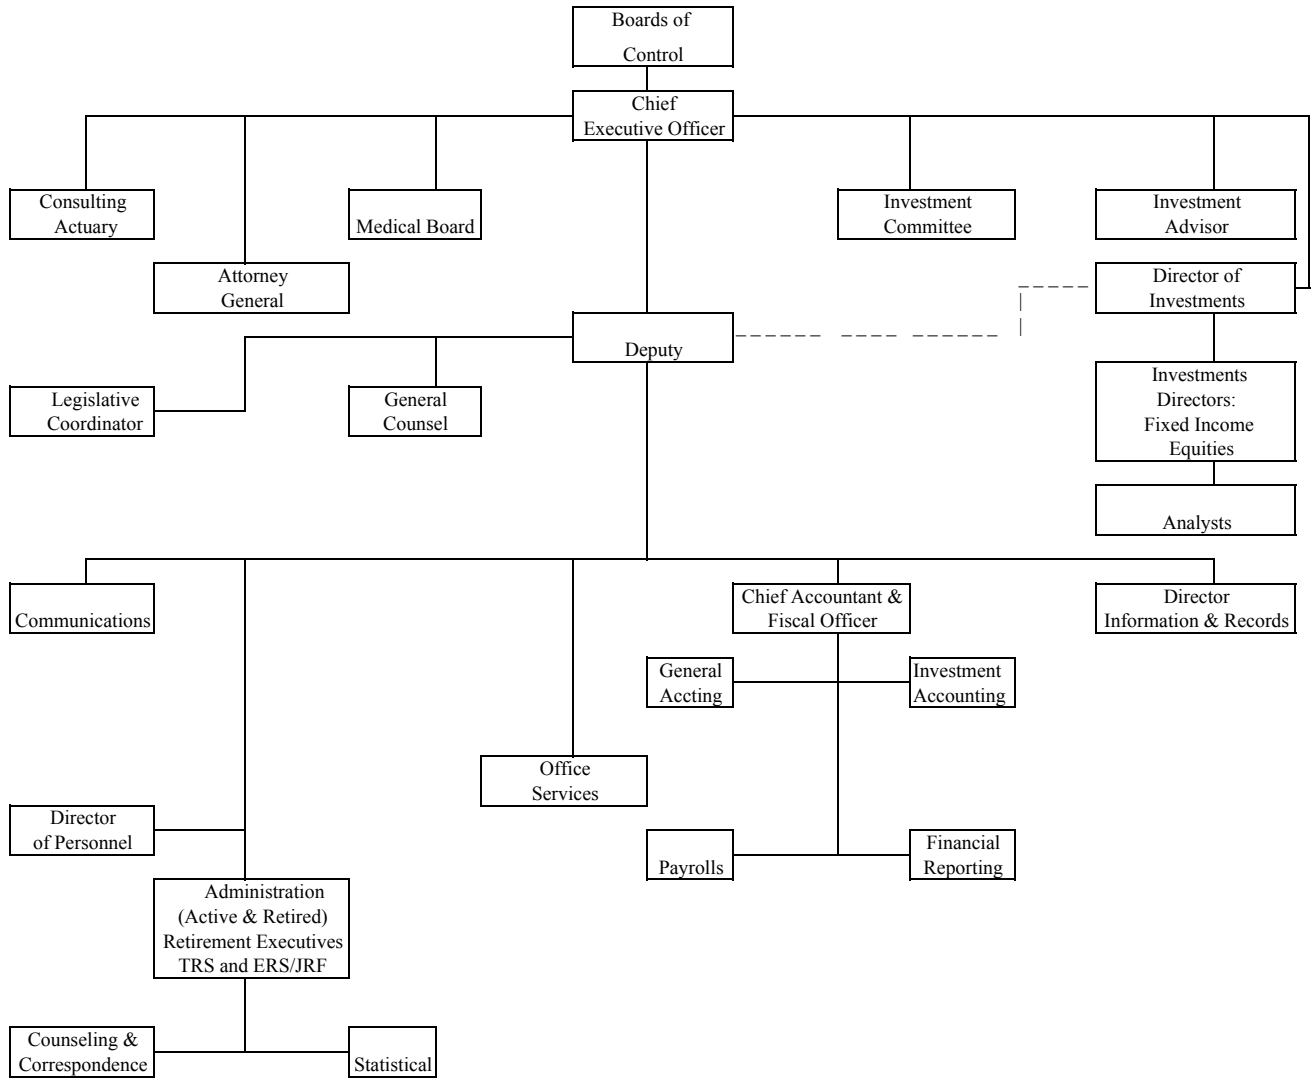 Boards of
Control
Chief
Executive Officer
Consulting
Actuary
Medical Board
Investment
Committee
Investment
Advisor
Attorney
General
Director of
Investments
Deputy
Legislative
Coordinator
General
Counsel
Investments
Directors:
Fixed Income
Equities
Analysts
Communications
Chief Accountant &
Fiscal Officer
Director
Information & Records
General
Accting
Investment
Accounting
Office
Services
Director
of Personnel
Payrolls
Financial
Reporting
Administration
(Active & Retired)
Retirement Executives
TRS and ERS/JRF
Counseling &
Correspondence
Statistical